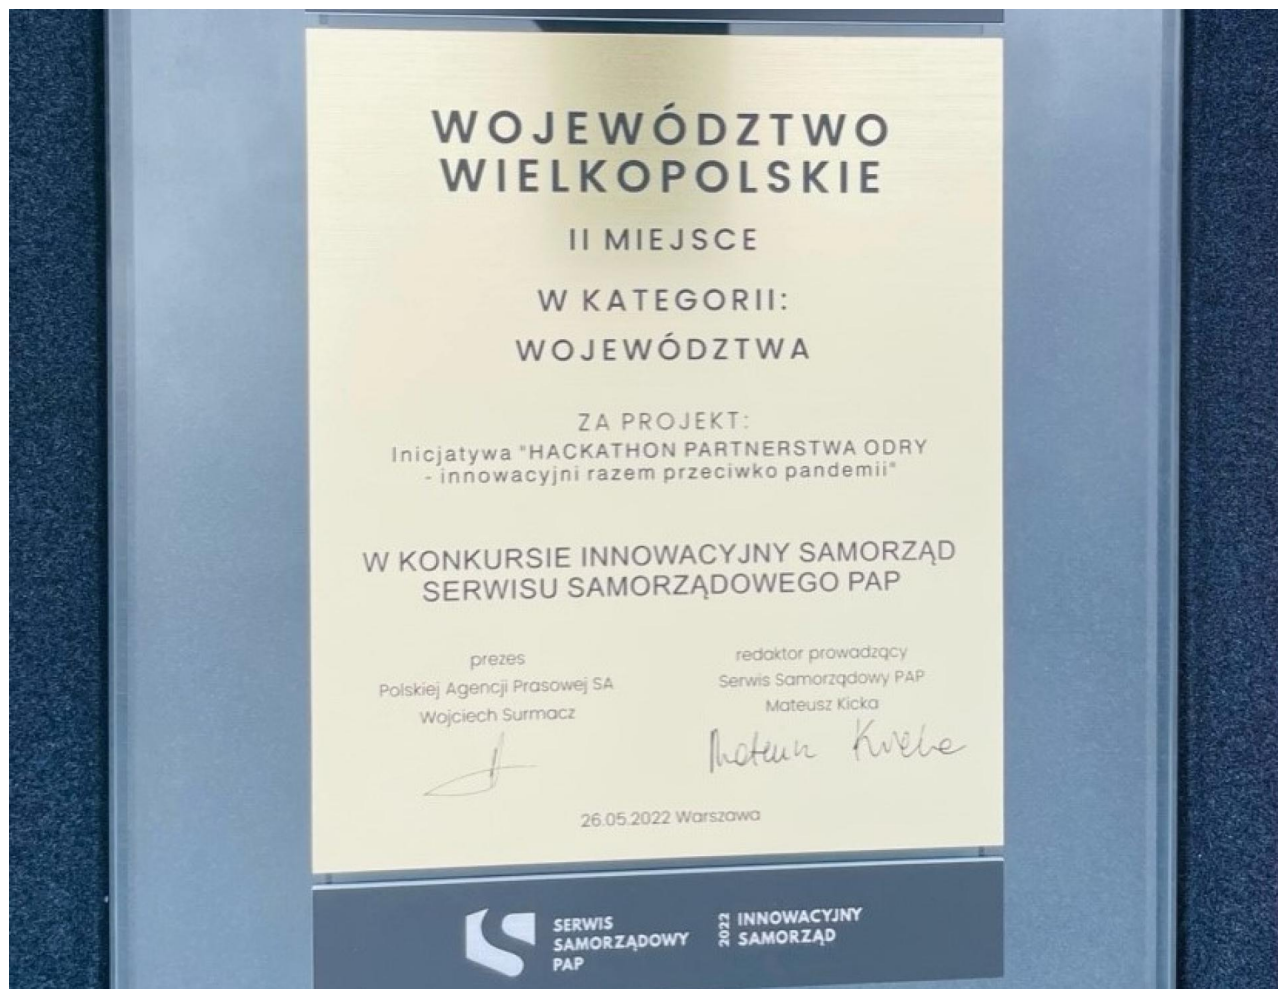 WOJEWÓDZTWO
WIELKOPOLSKIE
II MIEJSCE
W KATEGORII:
WOJEWÓDZTWA
ZA PROJEKT:
Inicjatywa "HACKATHON PARTNERSTWA ODRY
- innowacyjni razem przeciwko pandemii"
W KONKURSIE INNOWACYJNY SAMORZĄD
SERWISU SAMORZĄDOWEGO PAP
prezes
Polskiej Agencji Prasowej SA
Wojciech Surmacz
redaktor prowadzący
Serwis Samorządowy PAP
Mateusz Kicka
Mateusz Kicka
26.05.2022 Warszawa
SERWIS
SAMORZĄDOWY
PAP
2022
INNOWACYJNY
SAMORZĄD